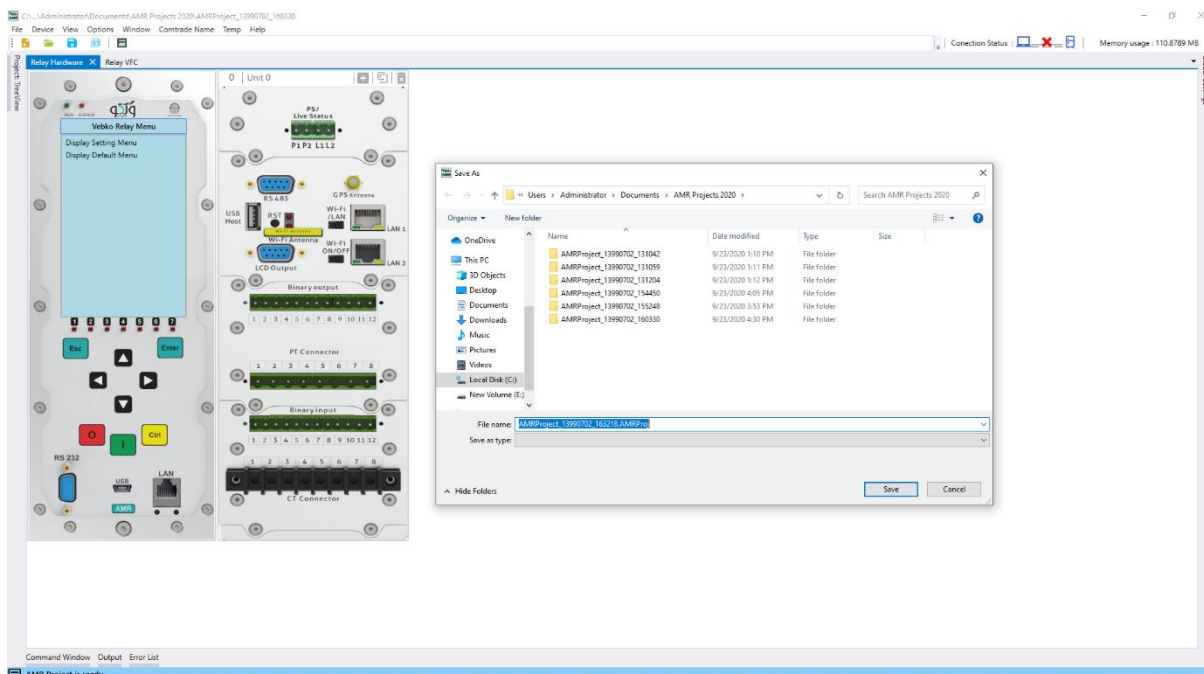 C:\...\Administrator\Documents\AMR Projects 2020\AMRProject_13990702_160330
File Device View Options Window Comtrade Name Temp Help
Conection Status :
Memory usage : 110.8789 MB
Project TreeView
Relay Hardware X Relay VFC
Vebko Relay Menu
Display Setting Menu
Display Default Menu
1 2 3 4 5 6 7
Esc Enter
O I Ctrl
RS 232
USB
LAN
AMR
0 Unit 0
PS/
Live Status
P1 P2 L1 L2
RS 485
GPS Antenna
USB
Host
RST
Wi-Fi
/LAN
LAN 1
Wi-Fi Antenna
Wi-Fi
ON/OFF
LCD Output
LAN 2
Binary output
1 2 3 4 5 6 7 8 9 10 11 12
PT Connector
1 2 3 4 5 6 7 8
Binary input
1 2 3 4 5 6 7 8 9 10 11 12
1 2 3 4 5 6 7 8
CT Connector
Save As
Users > Administrator > Documents > AMR Projects 2020 >
Search AMR Projects 2020
Organize New folder
OneDrive
This PC
3D Objects
Desktop
Documents
Downloads
Music
Pictures
Videos
Local Disk (C:)
New Volume (E:)
Name Date modified Type Size
AMRProject_13990702_131042 9/23/2020 1:10 PM File folder
AMRProject_13990702_131059 9/23/2020 1:11 PM File folder
AMRProject_13990702_131204 9/23/2020 1:12 PM File folder
AMRProject_13990702_154450 9/23/2020 4:05 PM File folder
AMRProject_13990702_155248 9/23/2020 3:53 PM File folder
AMRProject_13990702_160330 9/23/2020 4:30 PM File folder
File name: AMRProject_13990702_163218.AMRProj
Save as type:
Hide Folders
Save Cancel
Command Window Output Error List
AMR Project is ready